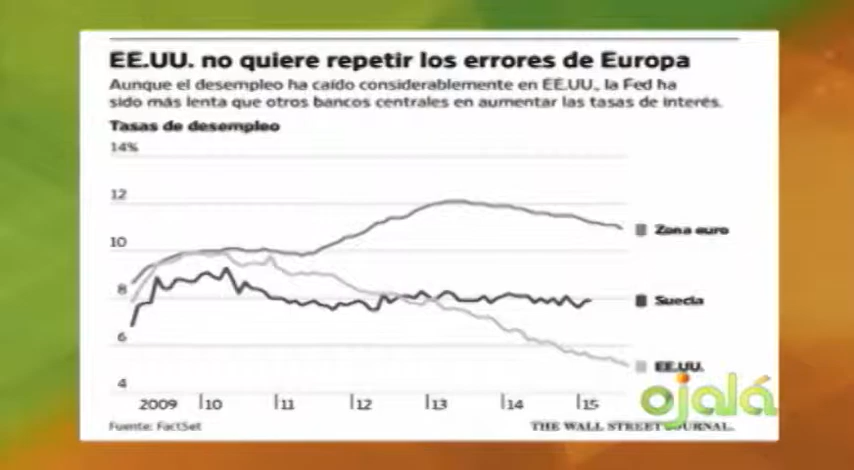 EE.UU. no quiere repetir los errores de Europa
Aunque el desempleo ha caído considerablemente en EE.UU., la Fed ha
sido más lenta que otros bancos centrales en aumentar las tasas de interés.
Tasas de desempleo
14%
12
10
8
6
4
Zona euro
Suecia
EE.UU.
2009 10 11 12 13 14 15
Fuente: FactSet
THE WALL STREET JOURNAL.
ojalá